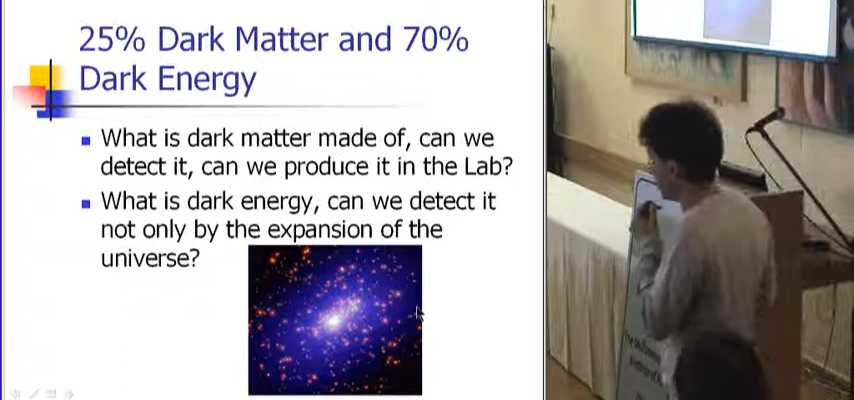 25% Dark Matter and 70%
Dark Energy
What is dark matter made of, can we
detect it, can we produce it in the Lab?
What is dark energy, can we detect it
not only by the expansion of the
universe?